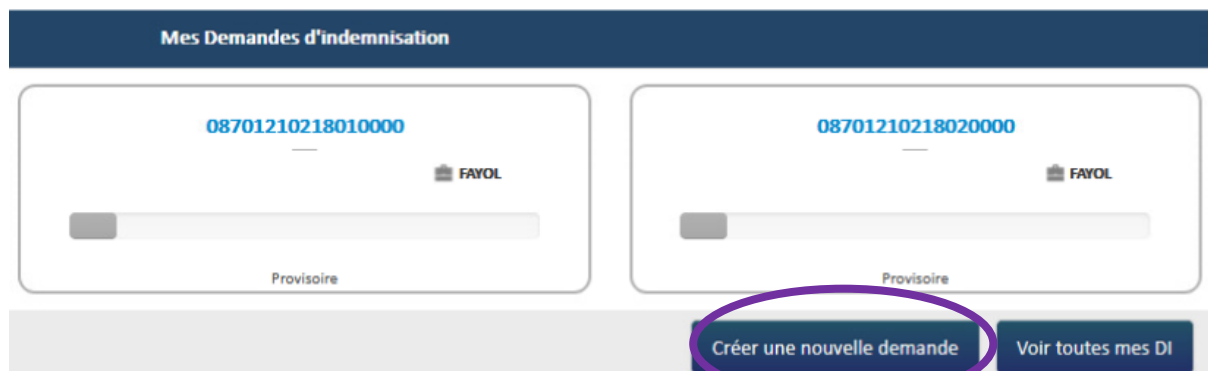 Mes Demandes d'indemnisation
08701210218010000
FAYOL
Provisoire
08701210218020000
FAYOL
Provisoire
Créer une nouvelle demande
Voir toutes mes DI